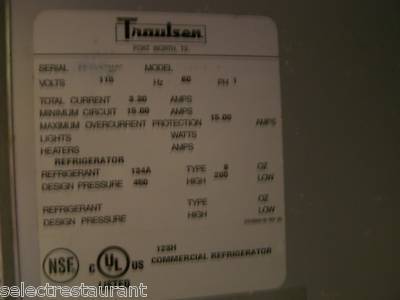 Traulsen
FORT WORTH, TX.
SERIAL MODEL
VOLTS 115 Hz 60 PH 1
TOTAL CURRENT AMPS
MINIMUM CIRCUIT 15.00 AMPS
MAXIMUM OVERCURRENT PROTECTION 15.00 AMPS
LIGHTS WATTS
HEATERS AMPS
REFRIGERATOR
REFRIGERANT 134A TYPE OZ
DESIGN PRESSURE 450 HIGH 200 LOW
REFRIGERANT TYPE OZ
DESIGN PRESSURE HIGH LOW
NSF C UL US LISTED
COMMERCIAL REFRIGERATOR
© selectrestaurant